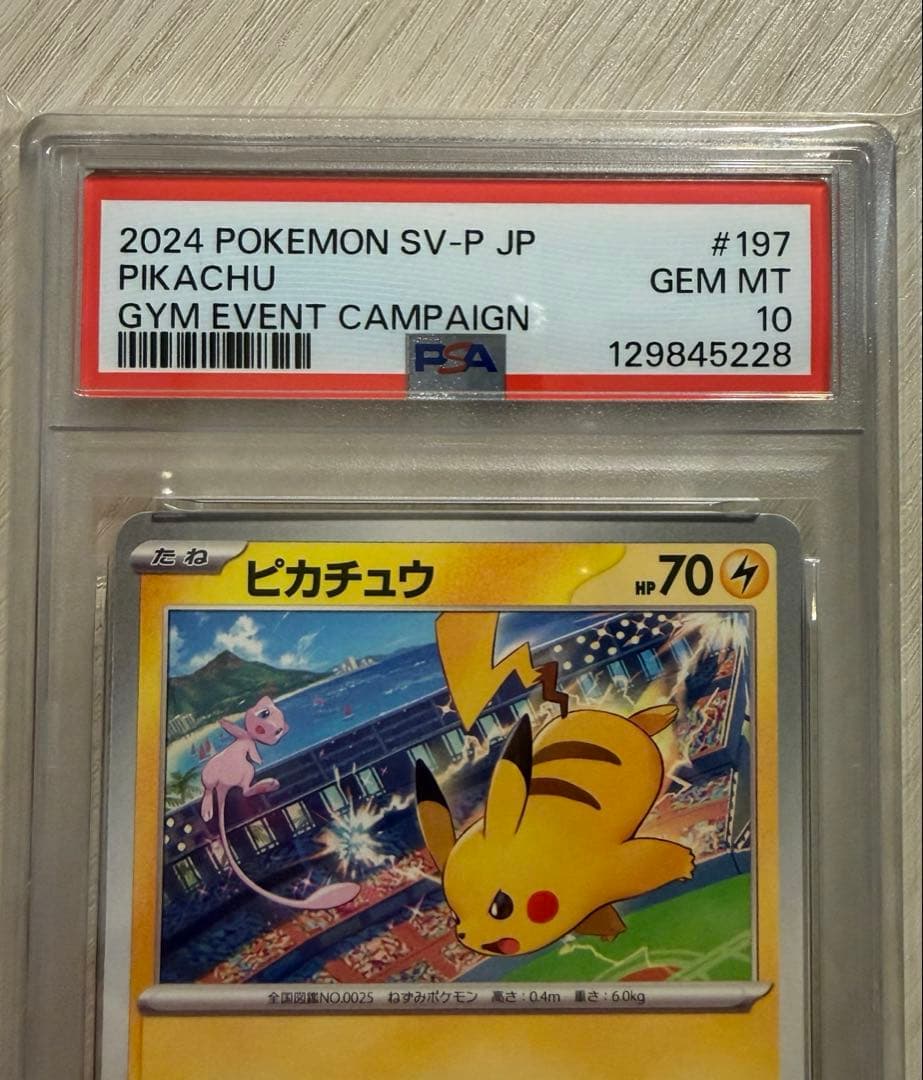 2024 POKEMON SV-P JP #197
PIKACHU GEM MT
GYM EVENT CAMPAIGN 10
PSA 129845228
たね ピカチュウ HP 70
全国図鑑NO.0025 ねずみポケモン 高さ:0.4m 重さ:6.0kg